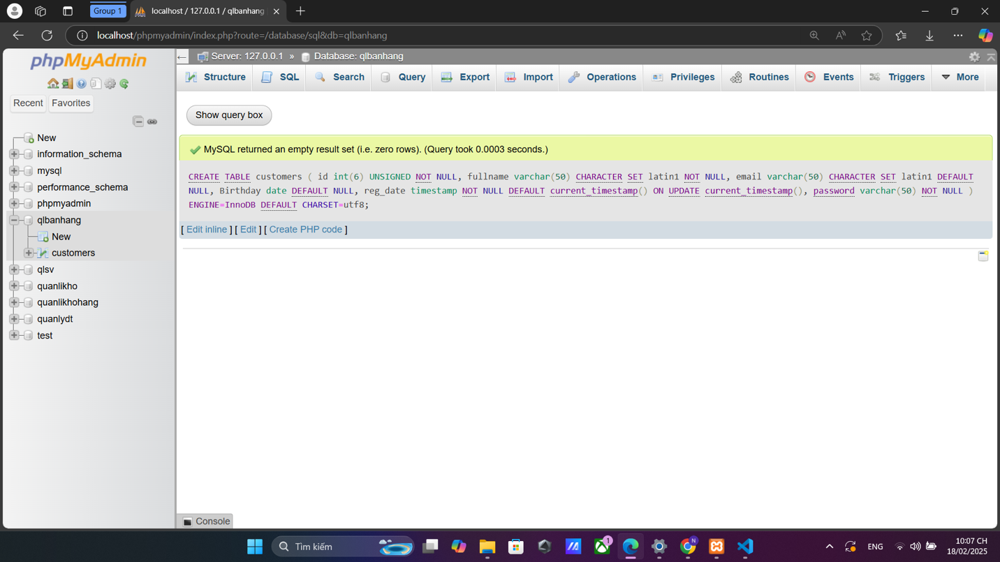 Group 1
localhost / 127.0.0.1 / qlbanhang
localhost/phpmyadmin/index.php?route=/database/sql&db=qlbanhang
phpMyAdmin
Server: 127.0.0.1 » Database: qlbanhang
Structure SQL Search Query Export Import Operations Privileges Routines Events Triggers More
Recent Favorites
New
information_schema
mysql
performance_schema
phpmyadmin
qlbanhang
New
customers
qlsv
quanlikho
quanlikhohang
quanlydt
test
Show query box
MySQL returned an empty result set (i.e. zero rows). (Query took 0.0003 seconds.)
CREATE TABLE customers ( id int(6) UNSIGNED NOT NULL, fullname varchar(50) CHARACTER SET latin1 NOT NULL, email varchar(50) CHARACTER SET latin1 DEFAULT
NULL, Birthday date DEFAULT NULL, reg_date timestamp NOT NULL DEFAULT current_timestamp() ON UPDATE current_timestamp(), password varchar(50) NOT NULL )
ENGINE=InnoDB DEFAULT CHARSET=utf8;
[ Edit inline ] [ Edit ] [ Create PHP code ]
Console
Tìm kiếm
1
N
ENG
10:07 CH
18/02/2025